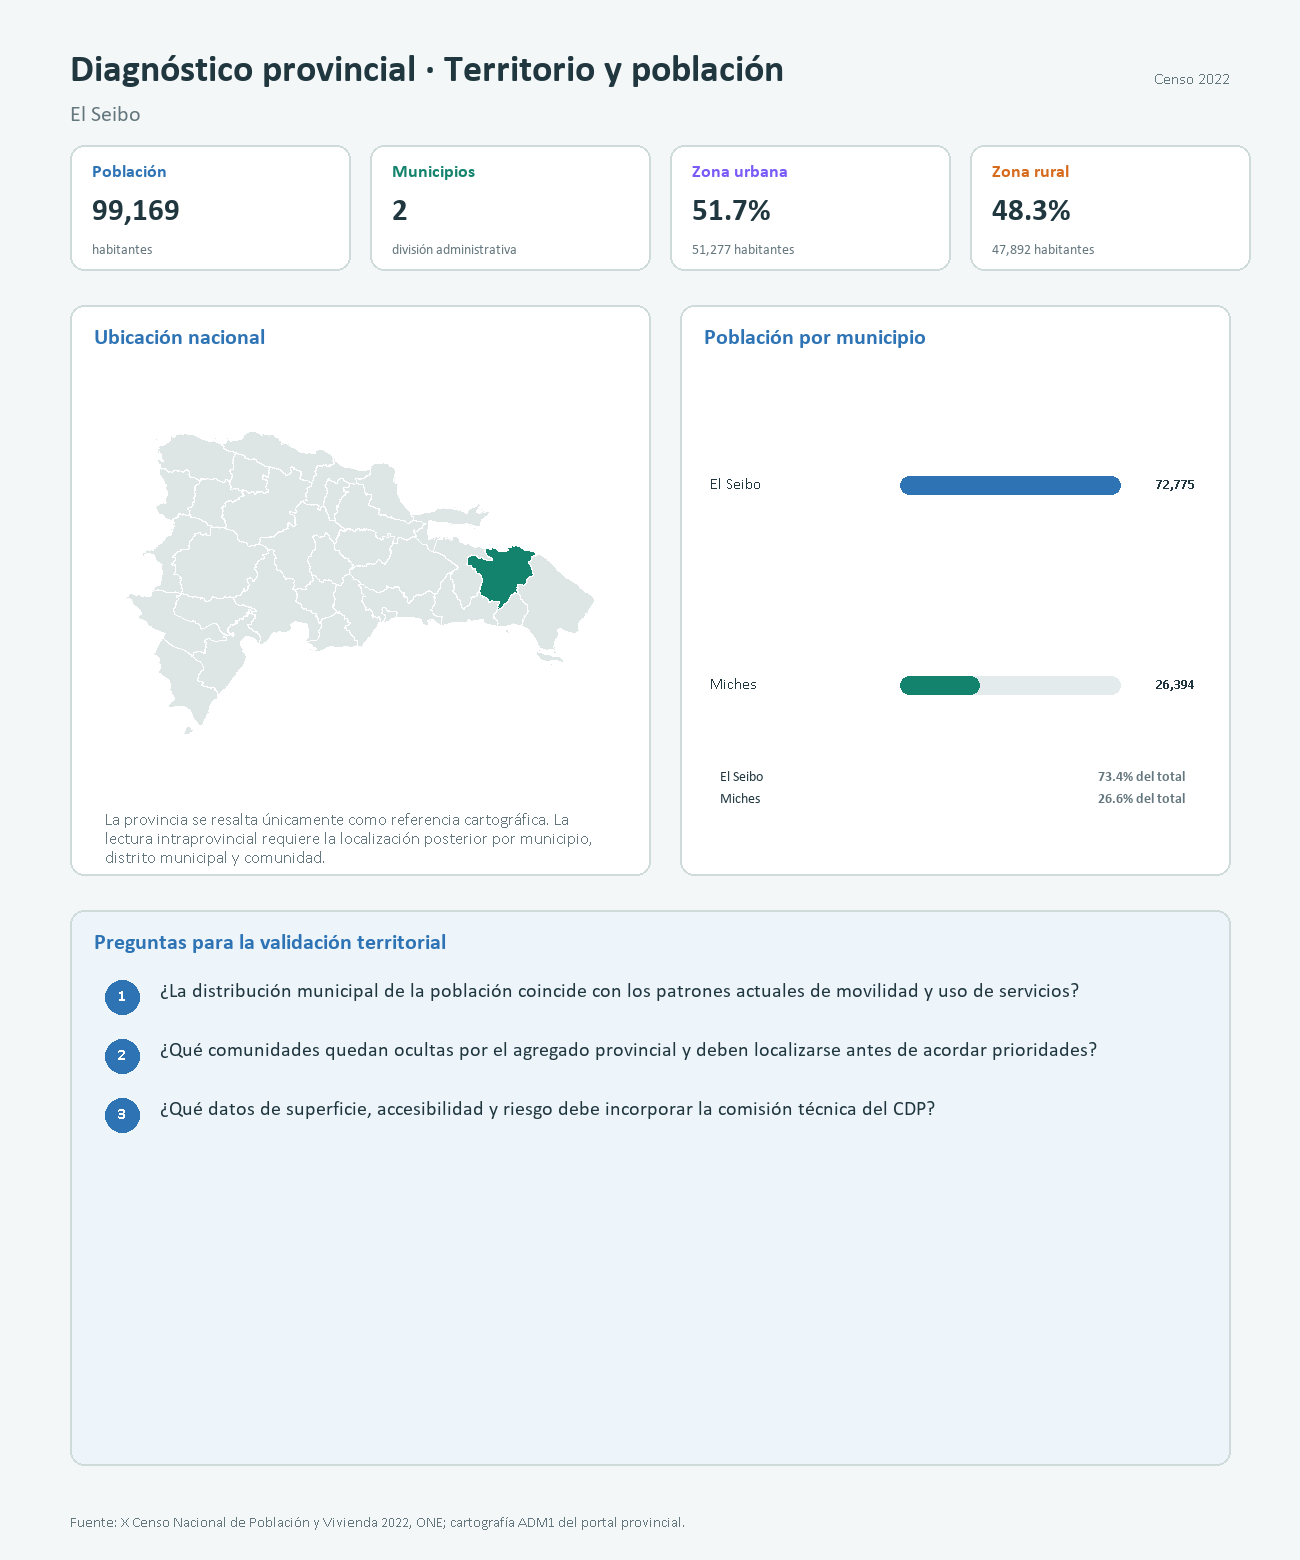 Diagnóstico provincial · Territorio y población
Censo 2022
El Seibo
Población
99,169
habitantes
Municipios
2
división administrativa
Zona urbana
51.7%
51,277 habitantes
Zona rural
48.3%
47,892 habitantes
Ubicación nacional
La provincia se resalta únicamente como referencia cartográfica. La
lectura intraprovincial requiere la localización posterior por municipio,
distrito municipal y comunidad.
Población por municipio
El Seibo 72,775
Miches 26,394
El Seibo 73.4% del total
Miches 26.6% del total
Preguntas para la validación territorial
1 ¿La distribución municipal de la población coincide con los patrones actuales de movilidad y uso de servicios?
2 ¿Qué comunidades quedan ocultas por el agregado provincial y deben localizarse antes de acordar prioridades?
3 ¿Qué datos de superficie, accesibilidad y riesgo debe incorporar la comisión técnica del CDP?
Fuente: X Censo Nacional de Población y Vivienda 2022, ONE; cartografía ADM1 del portal provincial.